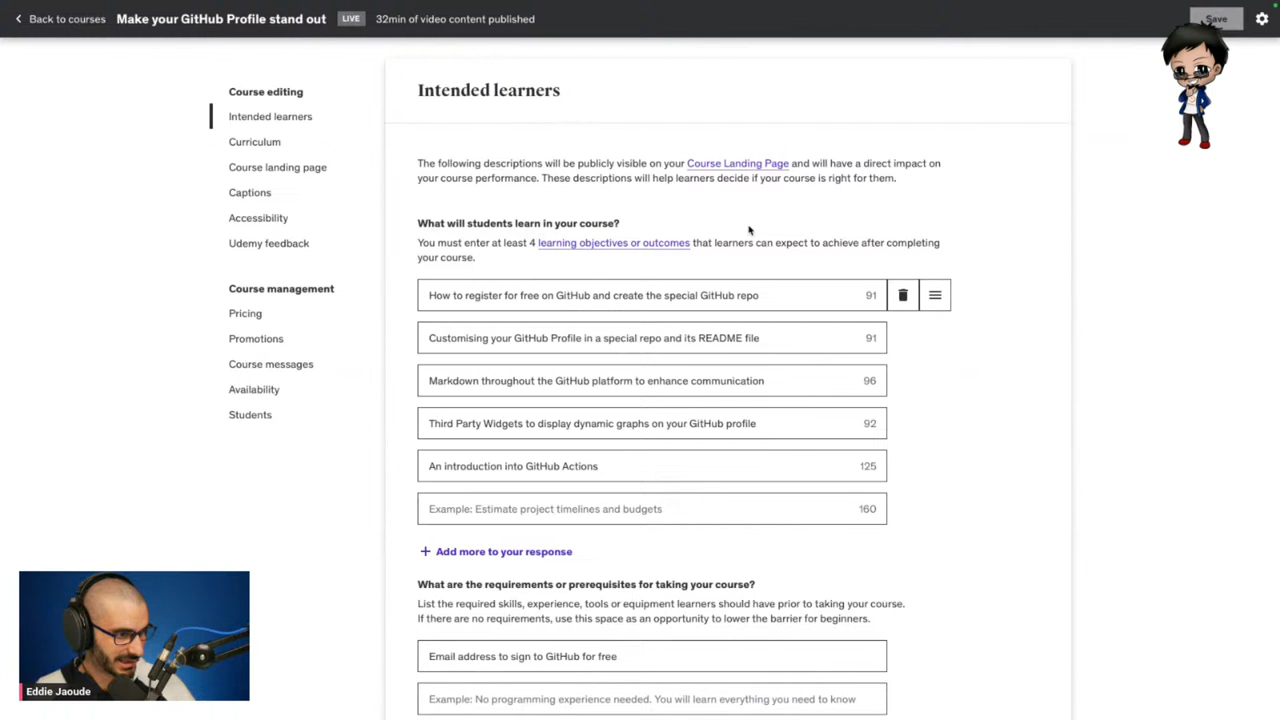 Back to courses Make your GitHub Profile stand out LIVE 32min of video content published Save
Course editing
Intended learners
Curriculum
Course landing page
Captions
Accessibility
Udemy feedback
Course management
Pricing
Promotions
Course messages
Availability
Students
Intended learners
The following descriptions will be publicly visible on your Course Landing Page and will have a direct impact on
your course performance. These descriptions will help learners decide if your course is right for them.
What will students learn in your course?
You must enter at least 4 learning objectives or outcomes that learners can expect to achieve after completing
your course.
How to register for free on GitHub and create the special GitHub repo 91
Customising your GitHub Profile in a special repo and its README file 91
Markdown throughout the GitHub platform to enhance communication 96
Third Party Widgets to display dynamic graphs on your GitHub profile 92
An introduction into GitHub Actions 125
Example: Estimate project timelines and budgets 160
+ Add more to your response
What are the requirements or prerequisites for taking your course?
List the required skills, experience, tools or equipment learners should have prior to taking your course.
If there are no requirements, use this space as an opportunity to lower the barrier for beginners.
Email address to sign to GitHub for free
Example: No programming experience needed. You will learn everything you need to know
Eddie Jaoude